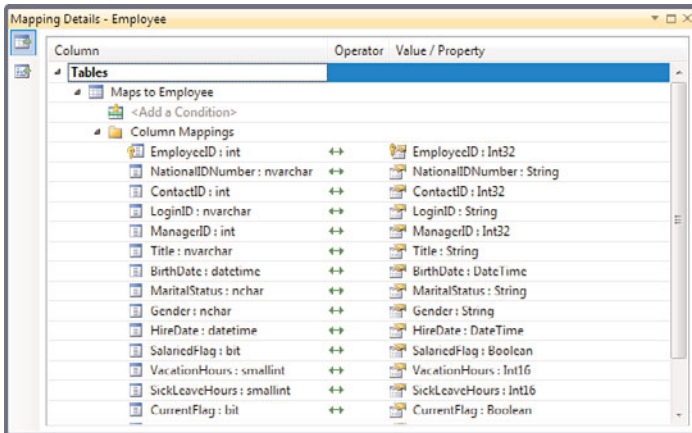 Mapping Details - Employee
Column Operator Value / Property
Tables
Maps to Employee
<Add a Condition>
Column Mappings
EmployeeID : int EmployeeID : Int32
NationalIDNumber : nvarchar NationalIDNumber : String
ContactID : int ContactID : Int32
LoginID : nvarchar LoginID : String
ManagerID : int ManagerID : Int32
Title : nvarchar Title : String
BirthDate : datetime BirthDate : DateTime
MaritalStatus : nchar MaritalStatus : String
Gender : nchar Gender : String
HireDate : datetime HireDate : DateTime
SalariedFlag : bit SalariedFlag : Boolean
VacationHours : smallint VacationHours : Int16
SickLeaveHours : smallint SickLeaveHours : Int16
CurrentFlag : bit CurrentFlag : Boolean